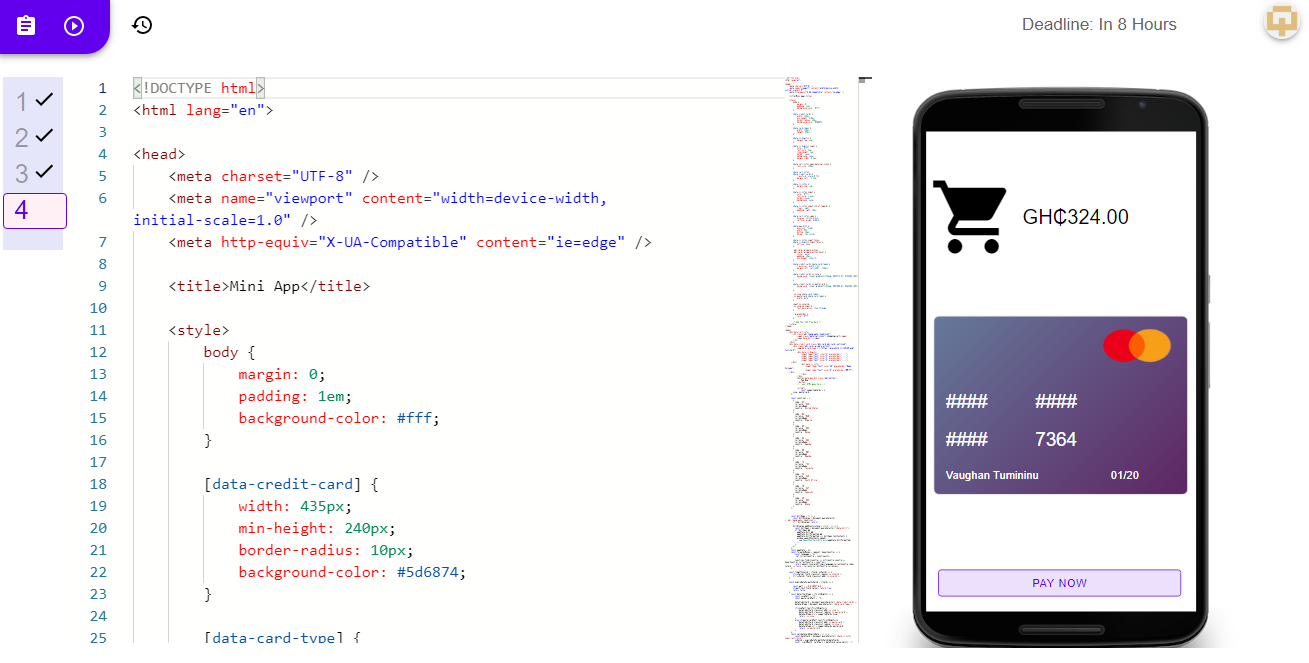 Deadline: In 8 Hours
1
2
3
4
1 <!DOCTYPE html>
2 <html lang="en">
3
4 <head>
5 <meta charset="UTF-8" />
6 <meta name="viewport" content="width=device-width,
initial-scale=1.0" />
7 <meta http-equiv="X-UA-Compatible" content="ie=edge" />
8
9 <title>Mini App</title>
10
11 <style>
12 body {
13 margin: 0;
14 padding: 1em;
15 background-color: #fff;
16 }
17
18 [data-credit-card] {
19 width: 435px;
20 min-height: 240px;
21 border-radius: 10px;
22 background-color: #5d6874;
23 }
24
25 [data-card-type] {
GH₵324.00
#### ####
#### 7364
Vaughan Tumininu 01/20
PAY NOW